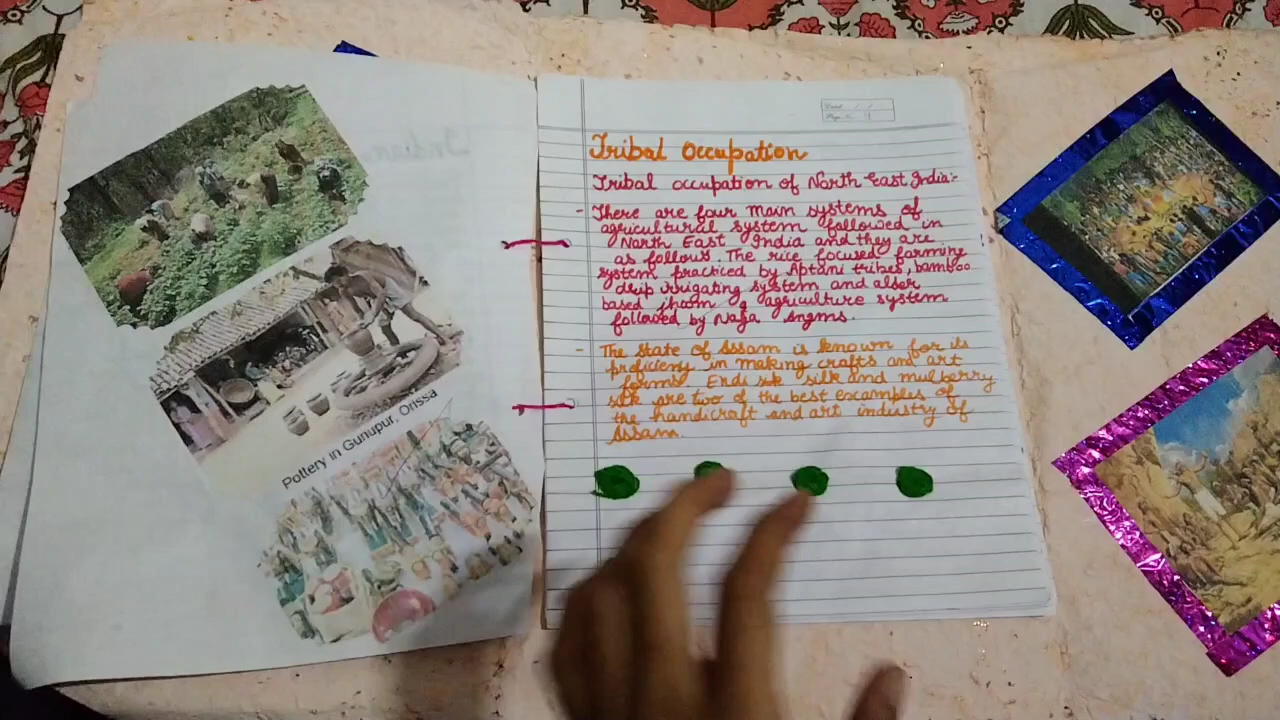 Pottery in Gunupur, Orissa
Tribal Occupation
Tribal occupation of North East India:-
- There are four main systems of
agricultural system followed in
North East India and they are
as follows. The rice focused farming
system practiced by Aptani tribes, bamboo
drip irrigating system and alder
based jhoom agriculture system
followed by Naga Angms.
- The State of Assam is known for its
proficieny in making crafts and art
forms. Endi silk and mulberry
silk are two of the best examples of
the handicraft and art industry of
Assam.